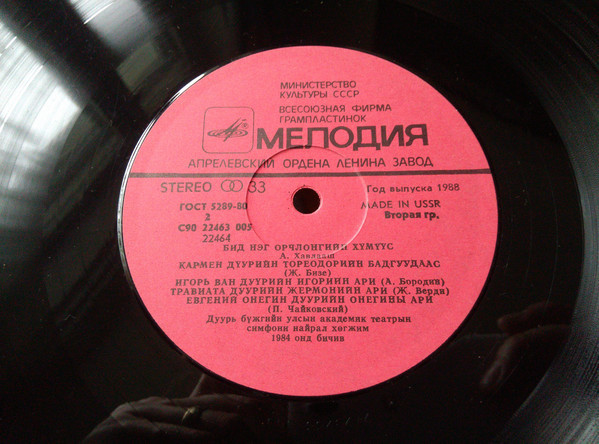 МИНИСТЕРСТВО
КУЛЬТУРЫ СССР
ВСЕСОЮЗНАЯ ФИРМА
ГРАМПЛАСТИНОК
МЕЛОДИЯ
АПРЕЛЕВСКИЙ ОРДЕНА ЛЕНИНА ЗАВОД
STEREO 33 Год выпуска 1988
ГОСТ 5289-80 MADE IN USSR
2 Вторая гр.
С90 22463 005
22464
БИД НЭГ ОРЧЛОНГИЙН ХҮМҮҮС
А.
КАРМЕН ДУУРИЙН ТОРЕОДОРИЙН БАДГУУДААС
(Ж. Бизе)
ИГОРЬ ВАН ДУУРИЙН ИГОРИЙН АРИ (А. Бородин)
ТРАВИАТА ДУУРИЙН ЖЕРМОНИЙН АРИ (Ж. Верди)
ЕВГЕНИЙ ОНЕГИН ДУУРИЙН ОНЕГИНЫ АРИ
(П. Чайковский)
Дуурь бүжгийн улсын академик театрын
симфони найрал хөгжим
1984 онд бичив